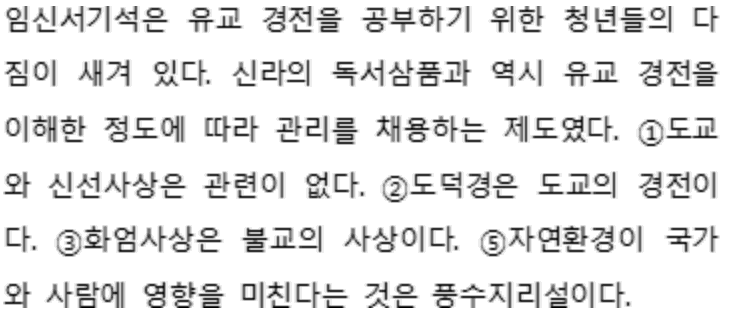 임신서기석은 유교 경전을 공부하기 위한 청년들의 다
짐이 새겨 있다. 신라의 독서삼품과 역시 유교 경전을
이해한 정도에 따라 관리를 채용하는 제도였다. ①도교
와 신선사상은 관련이 없다. ②도덕경은 도교의 경전이
다. ③화엄사상은 불교의 사상이다. ⑤자연환경이 국가
와 사람에 영향을 미친다는 것은 풍수지리설이다.